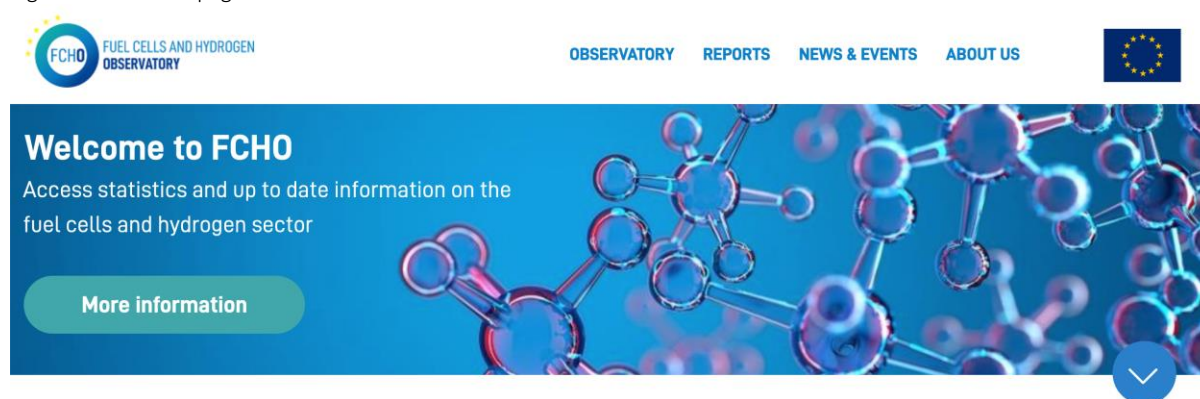 FCHO
FUEL CELLS AND HYDROGEN
OBSERVATORY
OBSERVATORY REPORTS NEWS & EVENTS ABOUT US
Welcome to FCHO
Access statistics and up to date information on the
fuel cells and hydrogen sector
More information